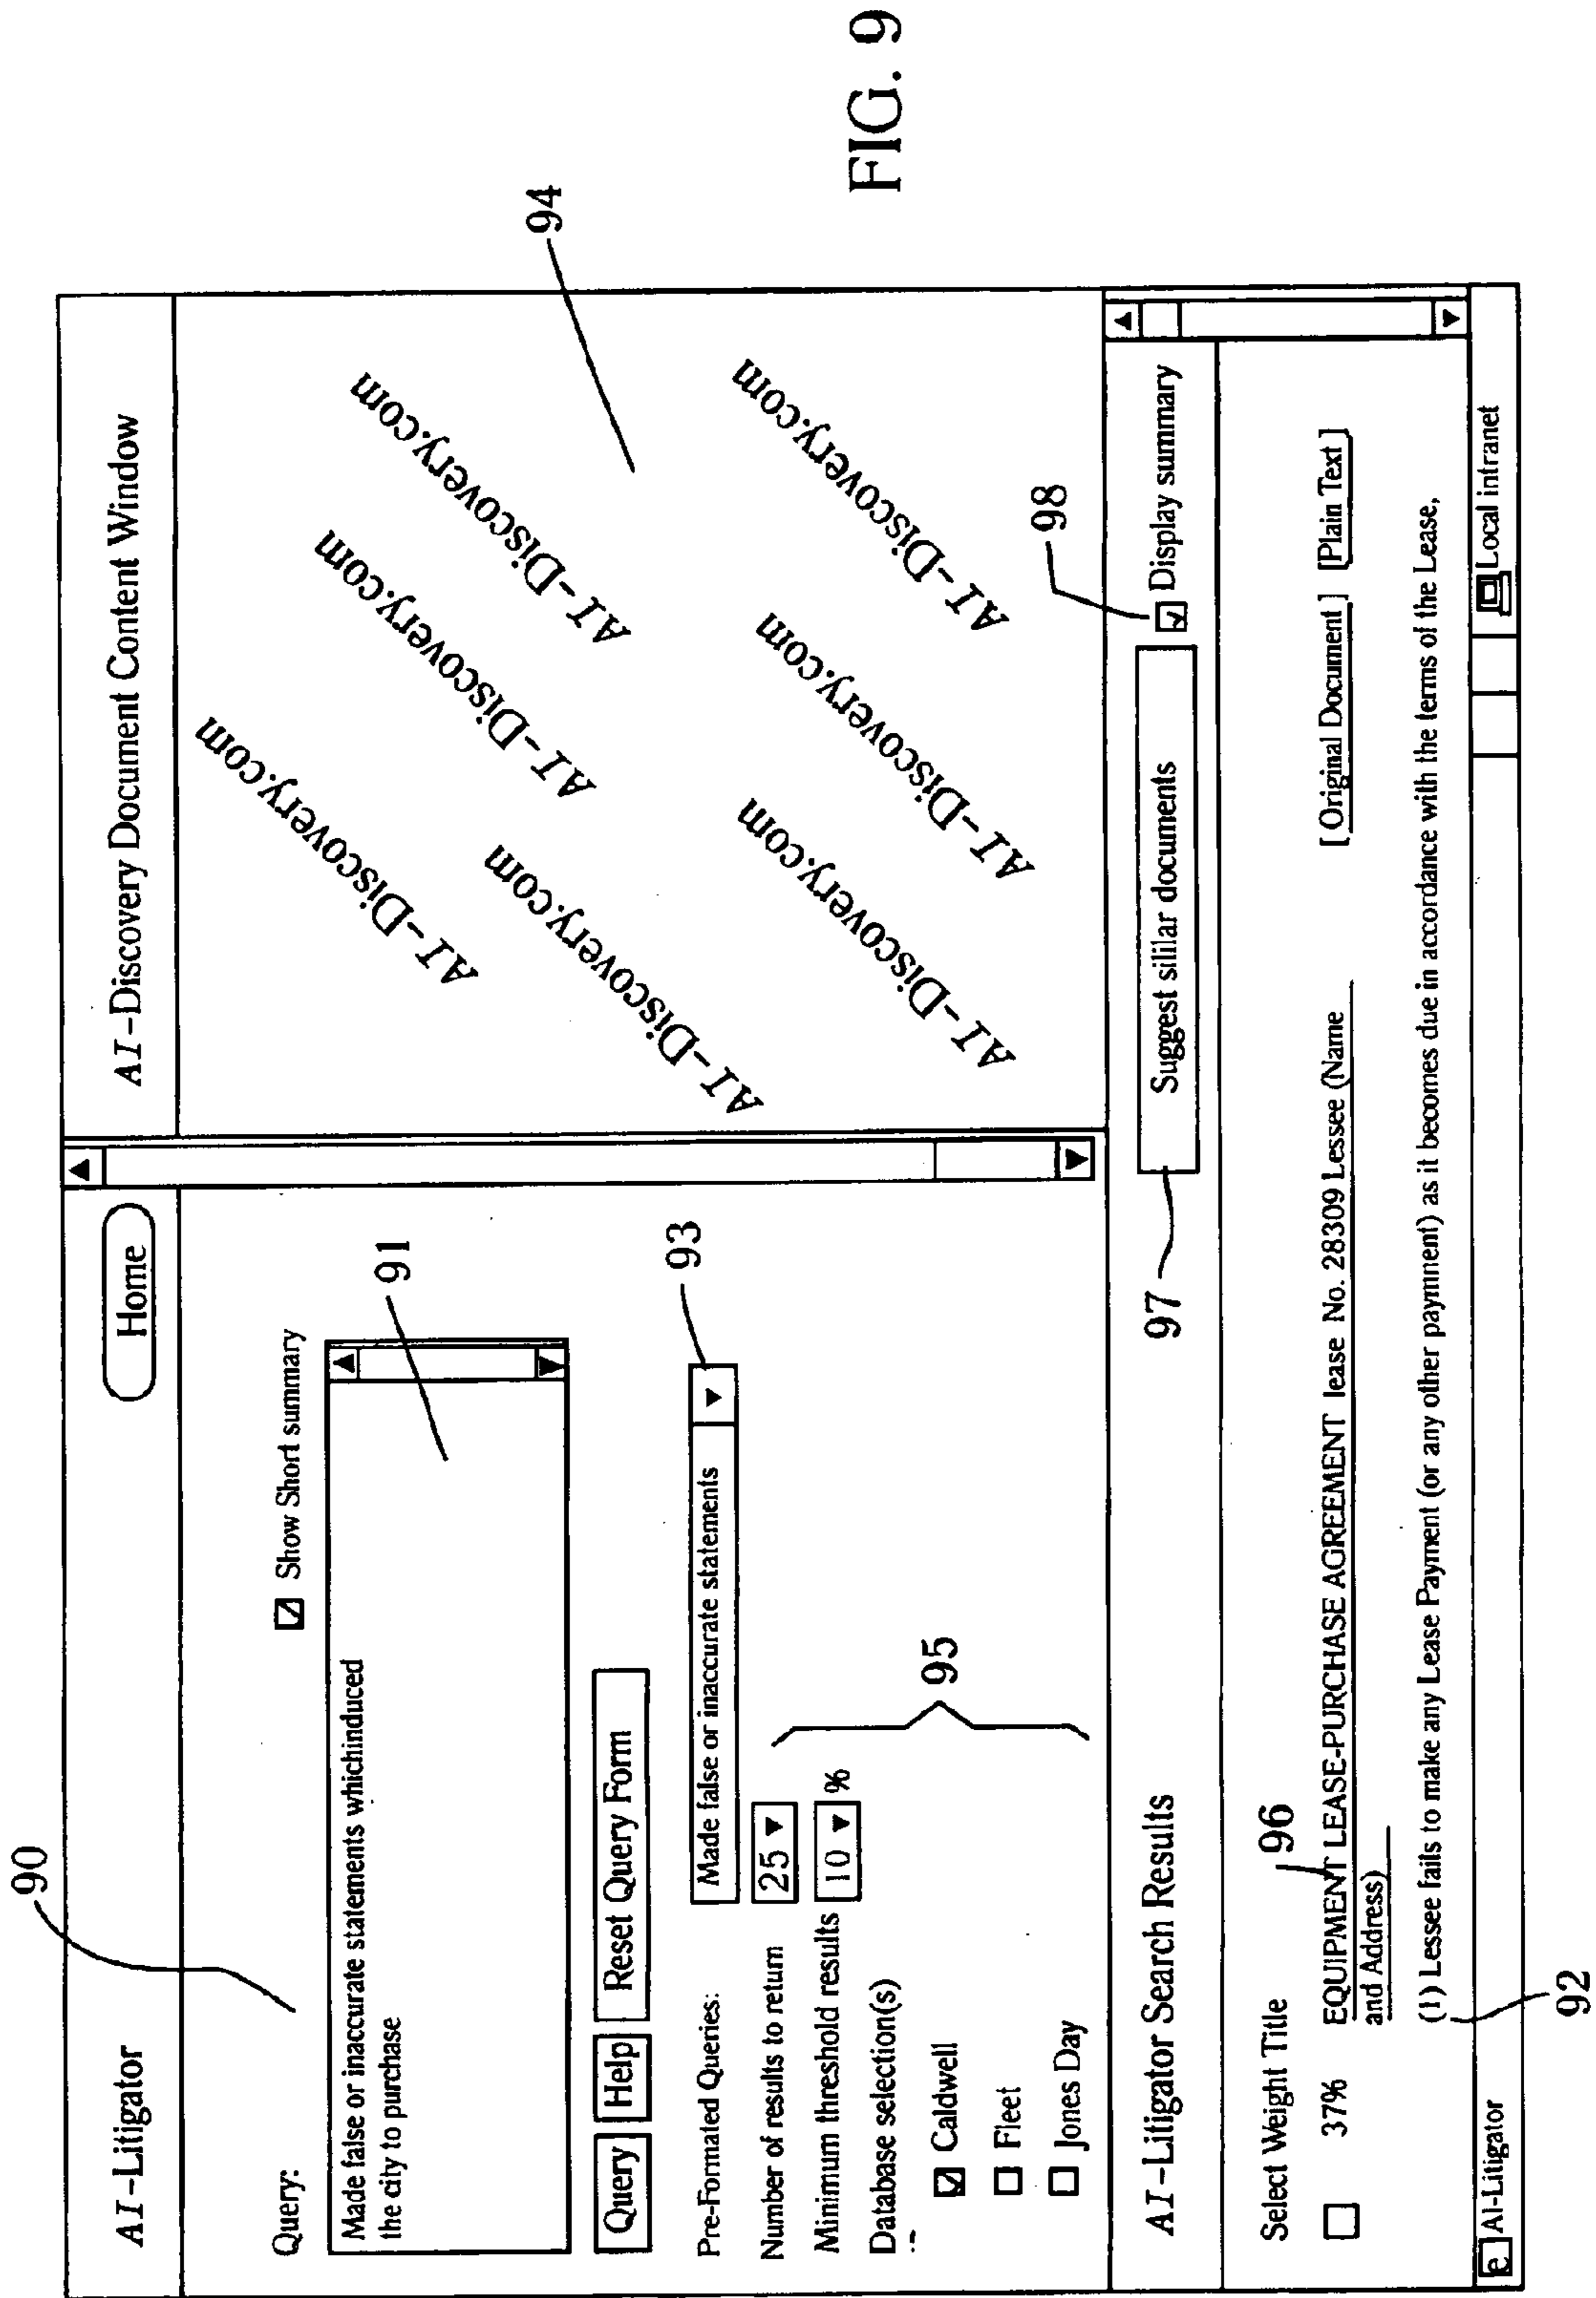 FIG. 9
90
AI-Litigator
Home
AI-Discovery Document Content Window
Query:
Show Short summary
Made false or inaccurate statements whichinduced
the city to purchase
91
Query
Help
Reset Query Form
Pre-Formated Queries:
Made false or inaccurate statements
93
Number of results to return
25
Minimum threshold results
10
%
Database selection(s)
Caldwell
Fleet
Jones Day
95
94
AI-Discovery.com
AI-Discovery.com
AI-Discovery.com
AI-Discovery.com
AI-Discovery.com
AI-Discovery.com
AI-Discovery.com
AI-Litigator Search Results
97
Suggest sililar documents
98
Display summary
Select Weight Title
96
37%
EQUIPMENT LEASE-PURCHASE AGREEMENT lease No. 28309 Lessee (Name
and Address)
[Original Document] [Plain Text]
(1) Lessee fails to make any Lease Payment (or any other paymnent) as it becomes due in accordance with the terms of the Lease,
e AI-Litigator
Local intranet
92